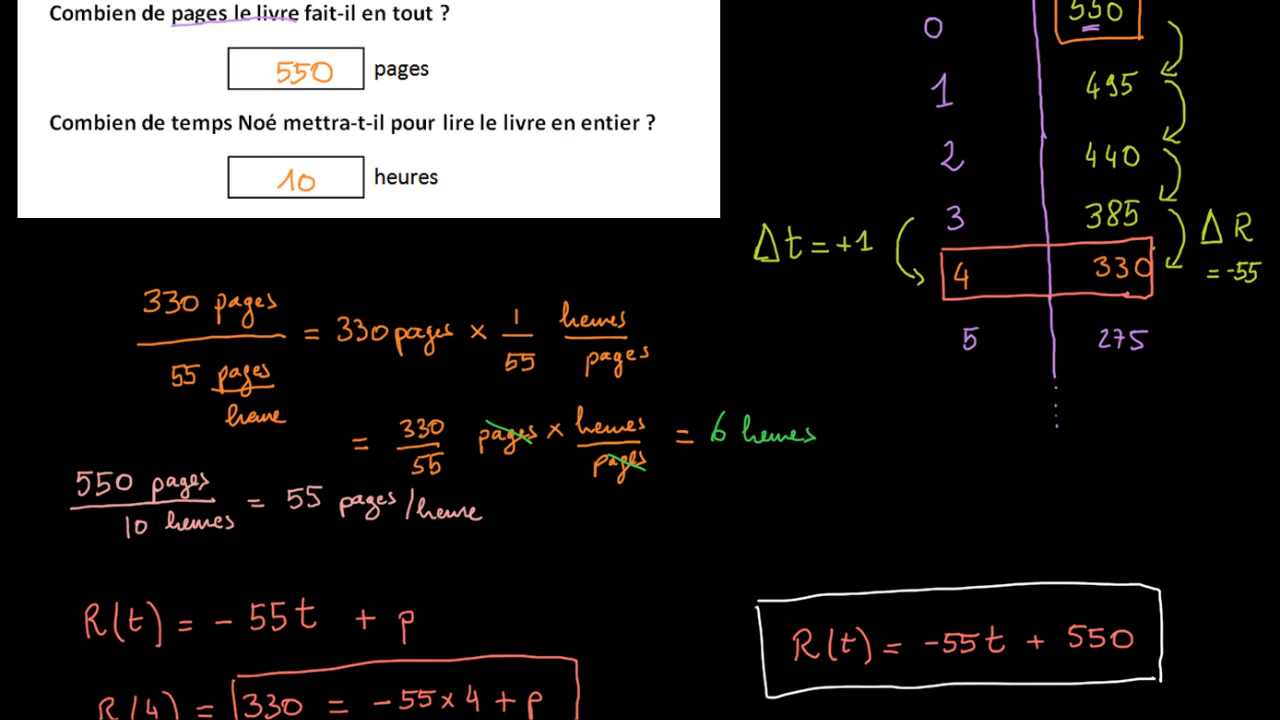 Combien de pages le livre fait-il en tout ?
550 pages
Combien de temps Noé mettra-t-il pour lire le livre en entier ?
10 heures
0 550
1 495
2 440
3 385
Δt = +1
ΔR = -55
4 330
5 275
330 pages / 55 pages/heure = 330 pages × 1/55 heures/pages
= 330/55 pages × heures/pages = 6 heures
550 pages / 10 heures = 55 pages/heure
R(t) = -55t + p
R(4) = 330 = -55×4 + p
R(t) = -55t + 550